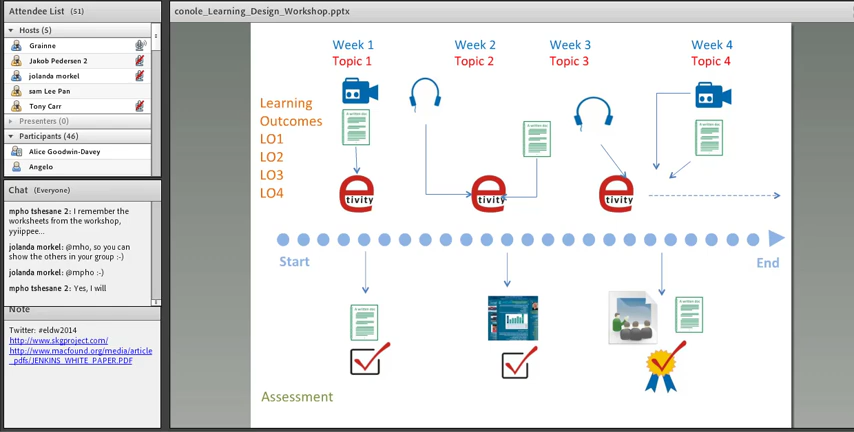 Attendee List (51)
Hosts (5)
Grainne
Jakob Pedersen 2
jolanda morkel
sam Lee Pan
Tony Carr
Presenters (0)
Participants (46)
Alice Goodwin-Davey
Angelo
Chat (Everyone)
mpho tshesane 2: I remember the
worksheets from the workshop,
yyiippee...
jolanda morkel: @mho, so you can
show the others in your group :-)
jolanda morkel: @mpho :-)
mpho tshesane 2: Yes, I will
Note
Twitter: #eldw2014
http://www.skgproject.com/
http://www.macfound.org/media/article
_pdfs/JENKINS_WHITE_PAPER.PDF
conole_Learning_Design_Workshop.pptx
Week 1
Topic 1
Week 2
Topic 2
Week 3
Topic 3
Week 4
Topic 4
Learning
Outcomes
LO1
LO2
LO3
LO4
e
tivity
e
tivity
e
tivity
Start
End
Assessment